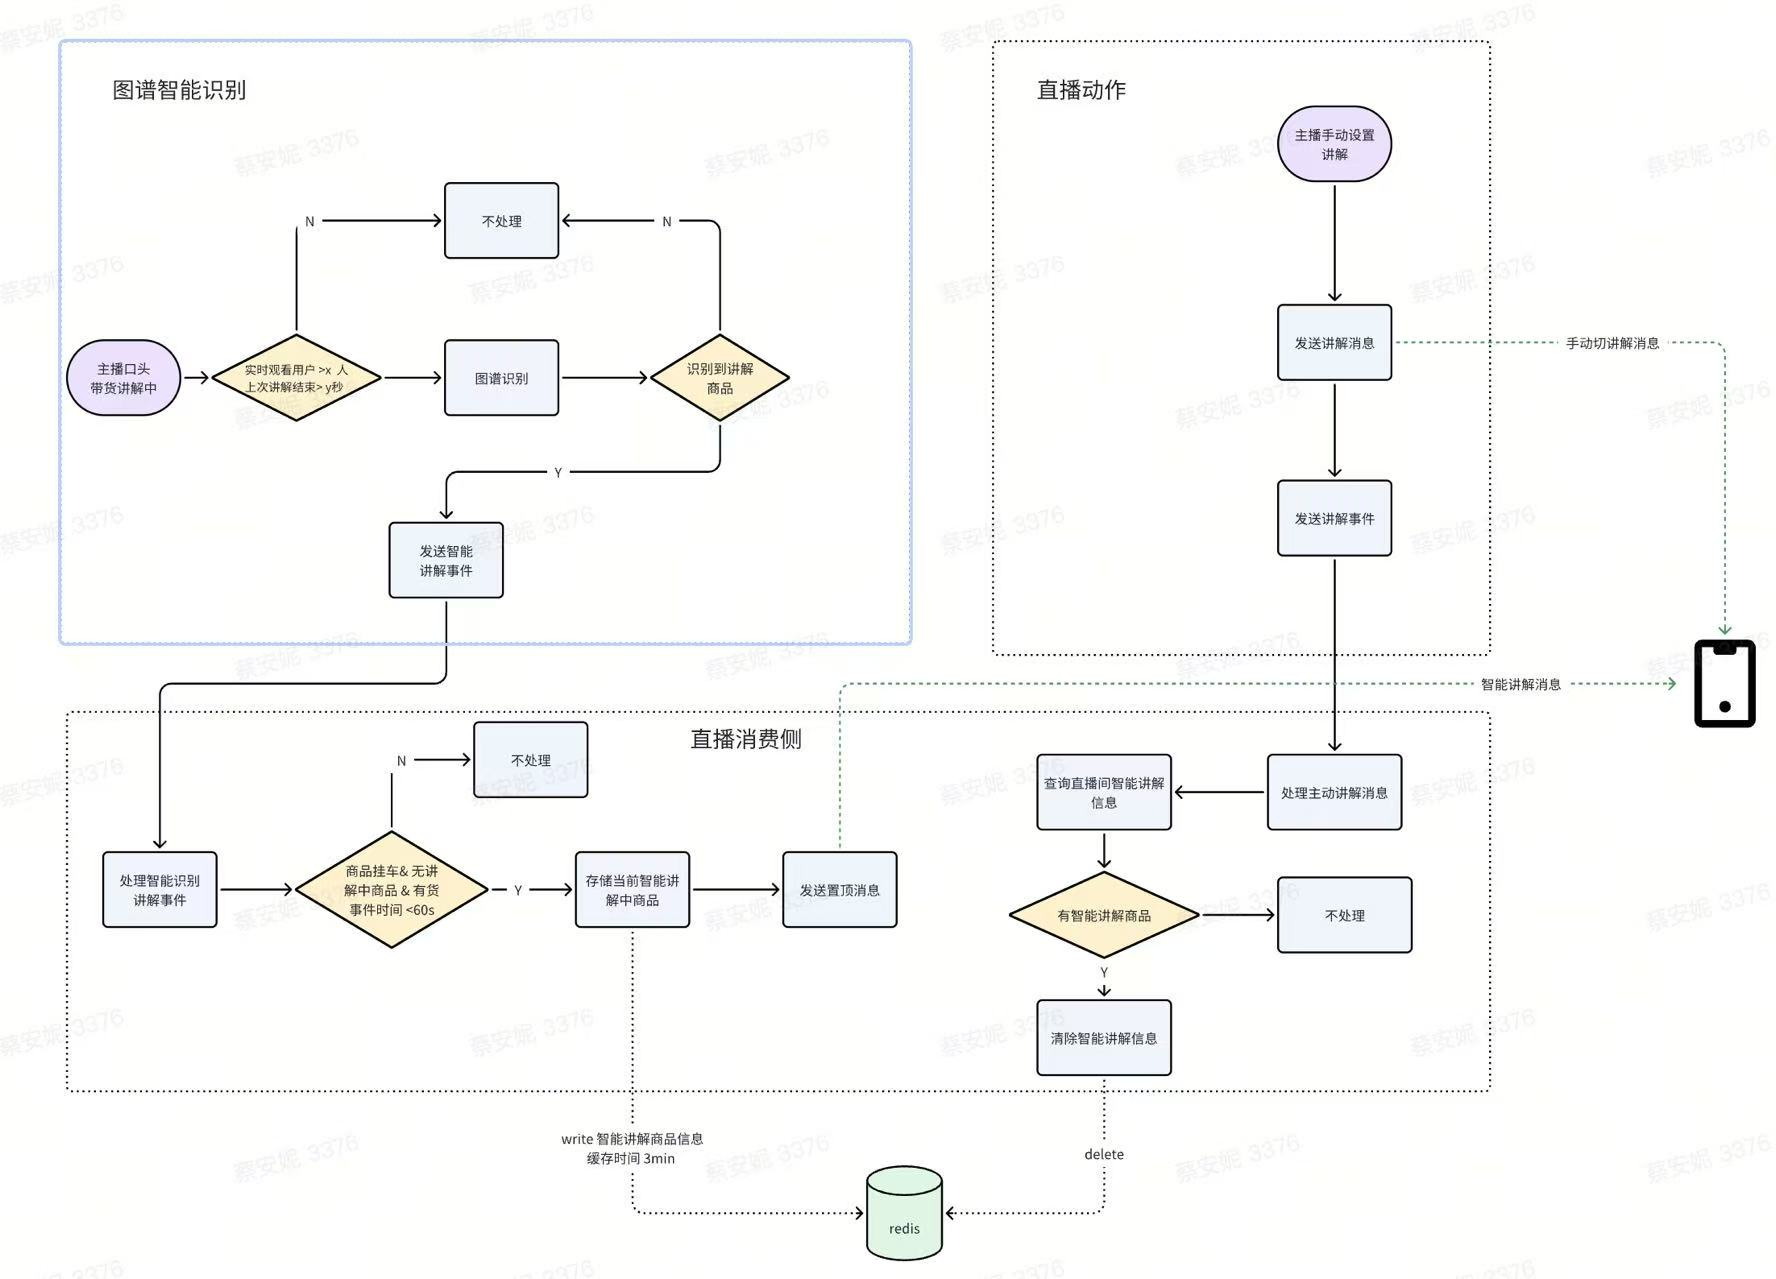 图谱智能识别
不处理
N
N
主播口头
带货讲解中
实时观看用户 >x 人
上次讲解结束> y秒
图谱识别
识别到讲解
商品
Y
发送智能
讲解事件
直播动作
主播手动设置
讲解
发送讲解消息
手动切讲解消息
发送讲解事件
智能讲解消息
直播消费侧
不处理
N
处理智能识别
讲解事件
商品挂车& 无讲
解中商品 & 有货
事件时间 <60s
Y
存储当前智能讲
解中商品
发送置顶消息
查询直播间智能讲解
信息
处理主动讲解消息
有智能讲解商品
不处理
Y
清除智能讲解信息
write 智能讲解商品信息
缓存时间 3min
delete
redis
蔡安妮 3376